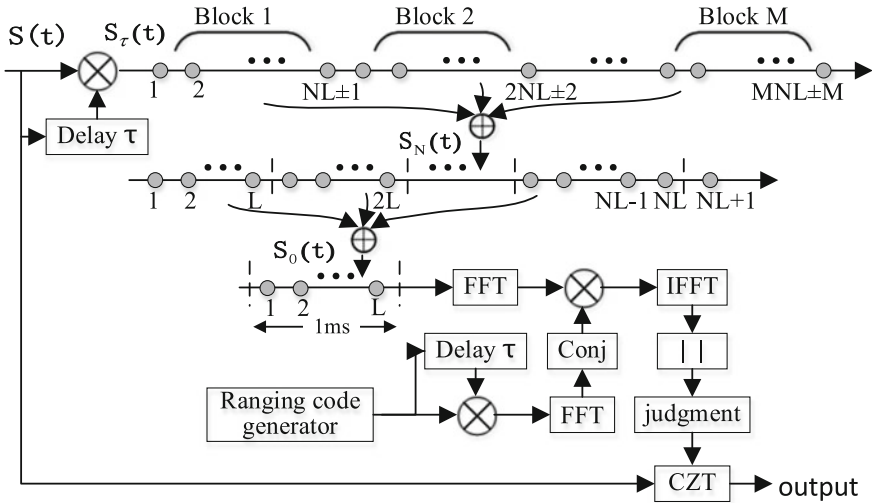 Block 1
Block 2
Block M
S(t)
Sτ(t)
•••
•••
•••
•••
1
2
NL±1
2NL±2
MNL±M
Delay τ
S_N(t)
•••
•••
•••
•••
1
2
L
2L
NL-1
NL
NL+1
S_0(t)
•••
1
2
L
1ms
FFT
IFFT
Delay τ
Conj
| |
Ranging code
generator
FFT
judgment
CZT
output